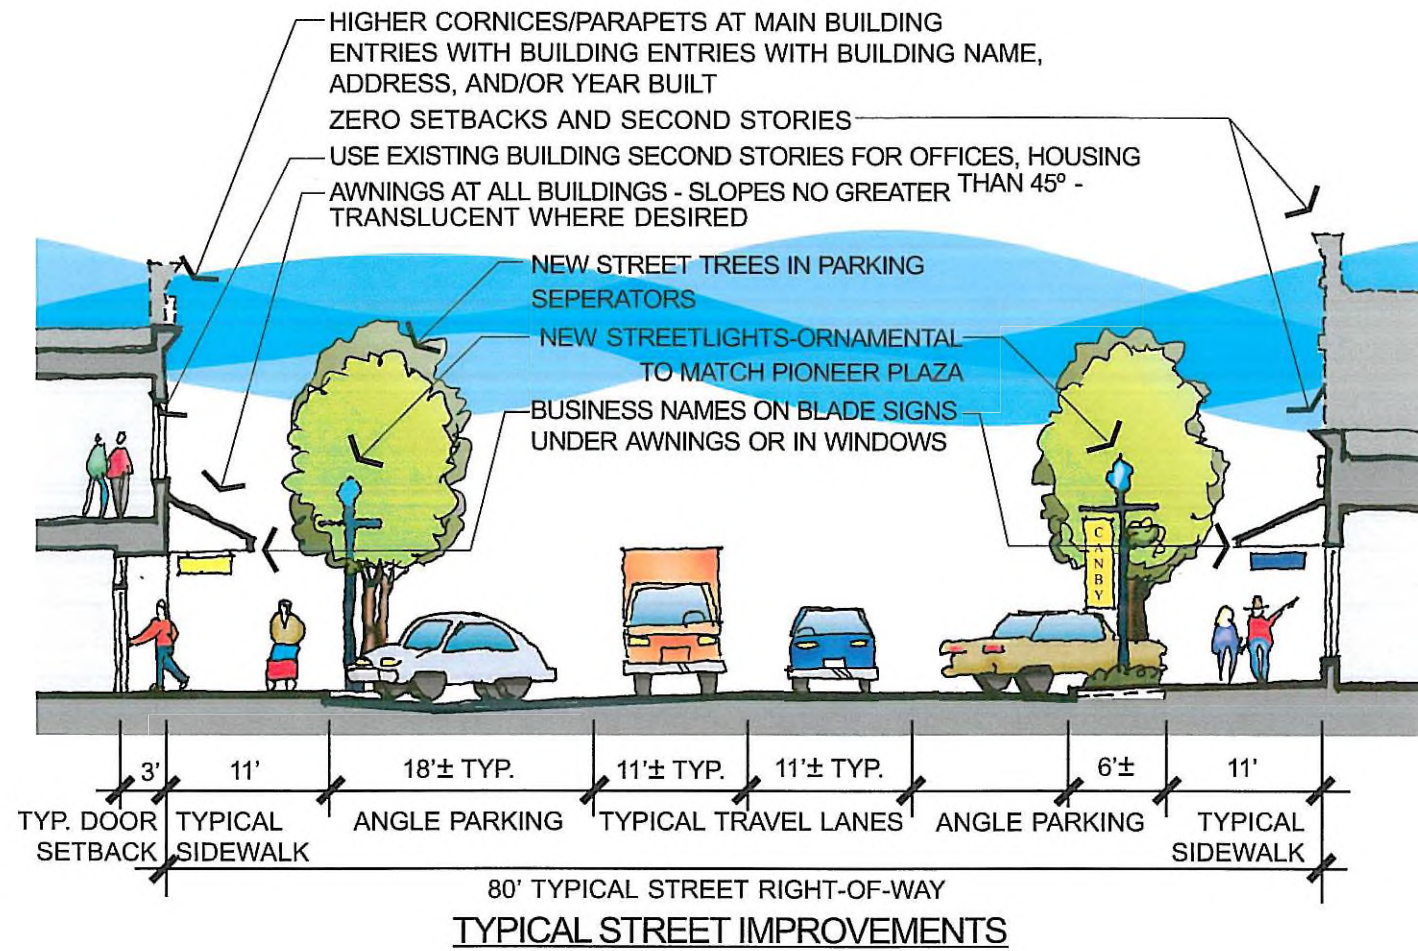 HIGHER CORNICES/PARAPETS AT MAIN BUILDING
ENTRIES WITH BUILDING ENTRIES WITH BUILDING NAME,
ADDRESS, AND/OR YEAR BUILT
ZERO SETBACKS AND SECOND STORIES
USE EXISTING BUILDING SECOND STORIES FOR OFFICES, HOUSING
AWNINGS AT ALL BUILDINGS - SLOPES NO GREATER THAN 45º -
TRANSLUCENT WHERE DESIRED
NEW STREET TREES IN PARKING
SEPERATORS
NEW STREETLIGHTS-ORNAMENTAL
TO MATCH PIONEER PLAZA
BUSINESS NAMES ON BLADE SIGNS
UNDER AWNINGS OR IN WINDOWS
CANBY
3' 11' 18'± TYP. 11'± TYP. 11'± TYP. 6'± 11'
TYP. DOOR
SETBACK
TYPICAL
SIDEWALK
ANGLE PARKING
TYPICAL TRAVEL LANES
ANGLE PARKING
TYPICAL
SIDEWALK
80' TYPICAL STREET RIGHT-OF-WAY
TYPICAL STREET IMPROVEMENTS